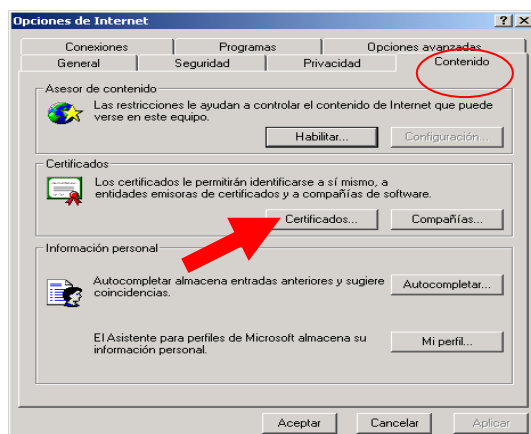 Opciones de Internet
Conexiones Programas Opciones avanzadas
General Seguridad Privacidad Contenido
Asesor de contenido
Las restricciones le ayudan a controlar el contenido de Internet que puede
verse en este equipo.
Habilitar... Configuración...
Certificados
Los certificados le permitirán identificarse a sí mismo, a
entidades emisoras de certificados y a compañías de
software.
Certificados... Compañías...
Información personal
Autocompletar almacena entradas anteriores y sugiere
coincidencias.
Autocompletar...
El Asistente para perfiles de Microsoft almacena su
información personal.
Mi perfil...
Aceptar Cancelar Aplicar